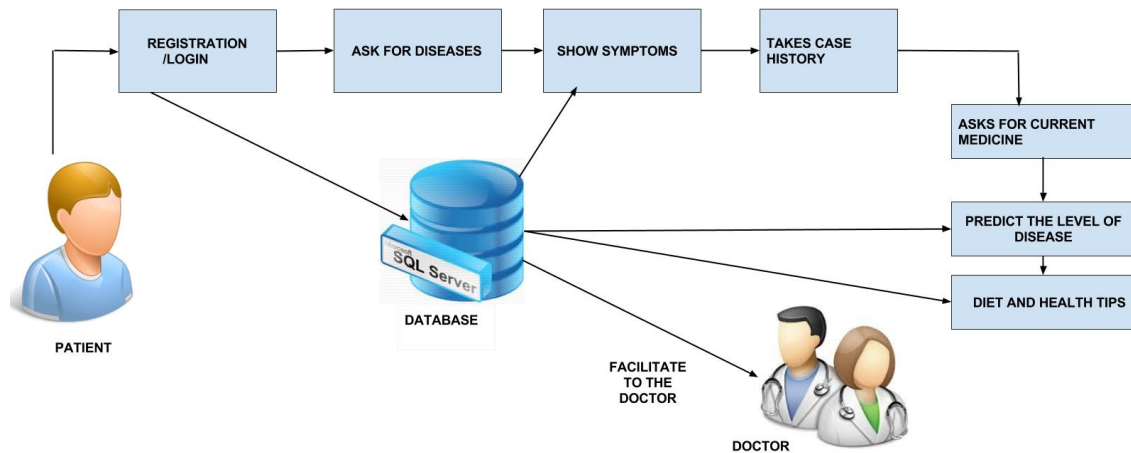 REGISTRATION
/LOGIN
ASK FOR DISEASES
SHOW SYMPTOMS
TAKES CASE
HISTORY
ASKS FOR CURRENT
MEDICINE
PREDICT THE LEVEL OF
DISEASE
DIET AND HEALTH TIPS
Microsoft
SQL Server
DATABASE
PATIENT
FACILITATE
TO THE
DOCTOR
DOCTOR